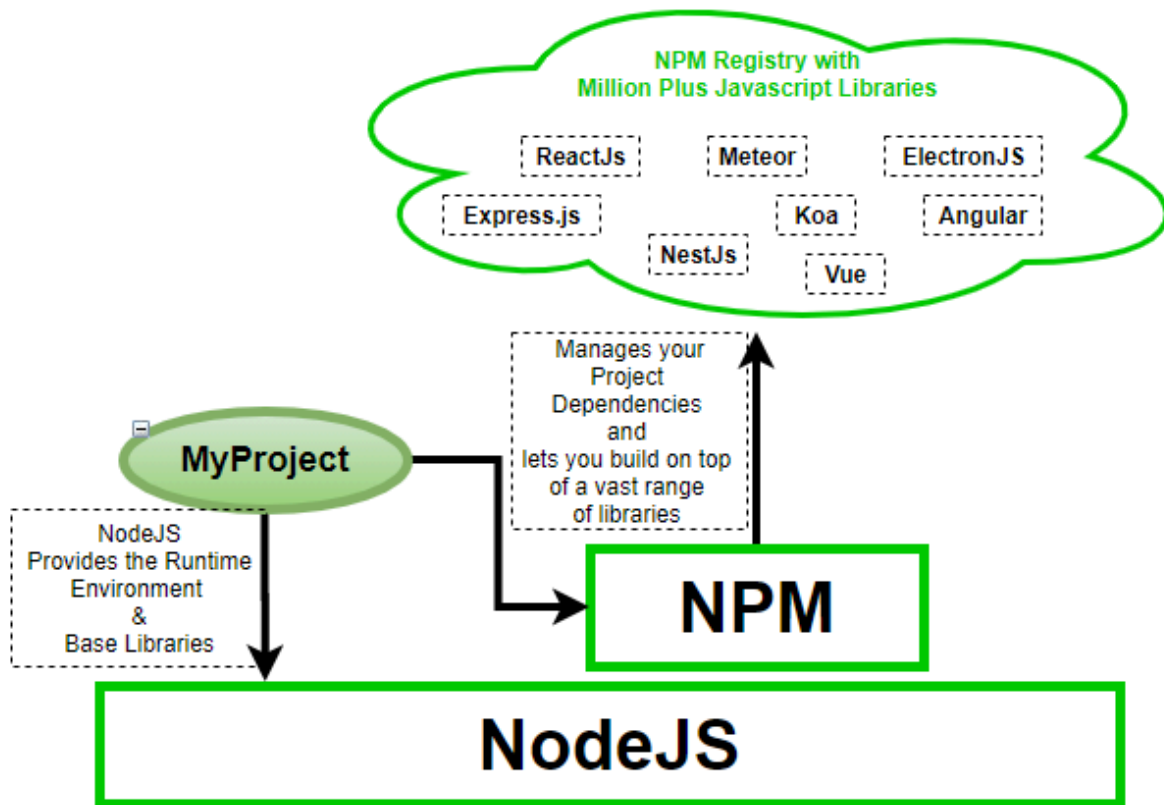 NPM Registry with
Million Plus Javascript Libraries
ReactJs
Meteor
ElectronJS
Express.js
Koa
Angular
NestJs
Vue
Manages your
Project
Dependencies
and
lets you build on top
of a vast range
of libraries
MyProject
NodeJS
Provides the Runtime
Environment
&
Base Libraries
NPM
NodeJS